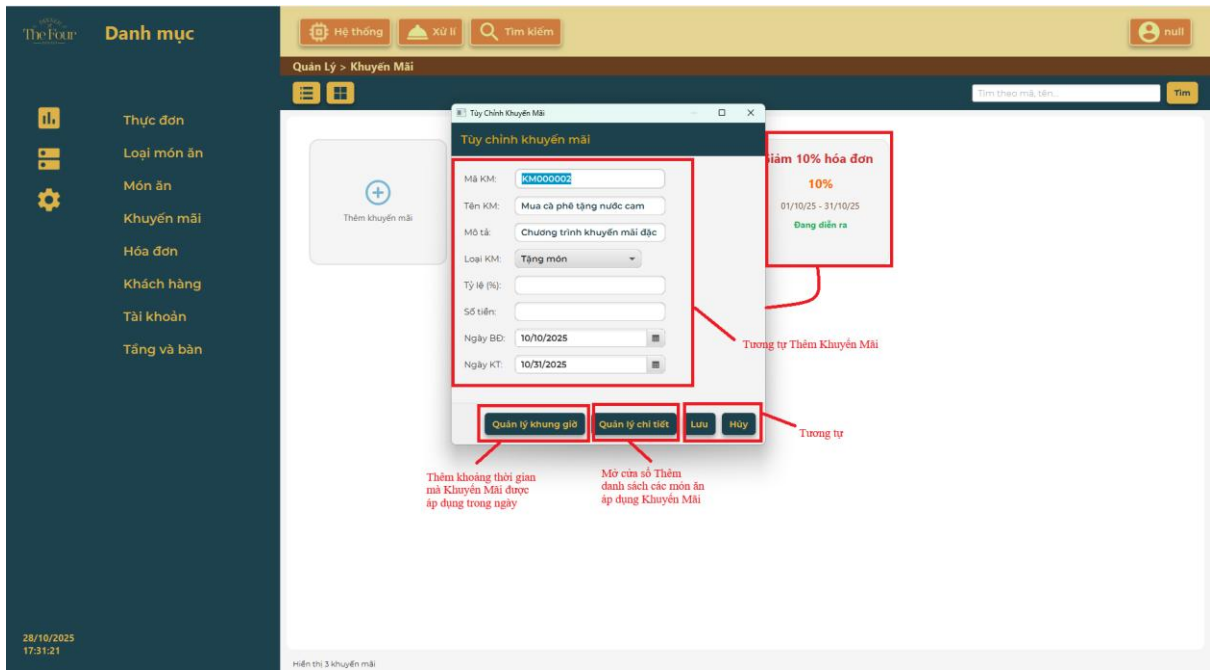 The Four
Danh mục
Hệ thống
Xử lí
Tìm kiếm
null
Quản Lý > Khuyến Mãi
Tìm theo mã, tên...
Tìm
Thực đơn
Loại món ăn
Món ăn
Khuyến mãi
Hóa đơn
Khách hàng
Tài khoản
Tầng và bàn
Thêm khuyến mãi
Tùy Chỉnh Khuyến Mãi
Tùy chỉnh khuyến mãi
Mã KM: KM000002
Tên KM: Mua cà phê tặng nước cam
Mô tả: Chương trình khuyến mãi đặc
Loại KM: Tặng món
Tỷ lệ (%):
Số tiền:
Ngày BĐ: 10/10/2025
Ngày KT: 10/31/2025
Quản lý khung giờ
Quản lý chi tiết
Lưu
Hủy
iảm 10% hóa đơn
10%
01/10/25 - 31/10/25
Đang diễn ra
Tương tự Thêm Khuyến Mãi
Tương tự
Thêm khoảng thời gian
mà Khuyến Mãi được
áp dụng trong ngày
Mở cửa sổ Thêm
danh sách các món ăn
áp dụng Khuyến Mãi
28/10/2025
17:31:21
Hiển thị 3 khuyến mãi